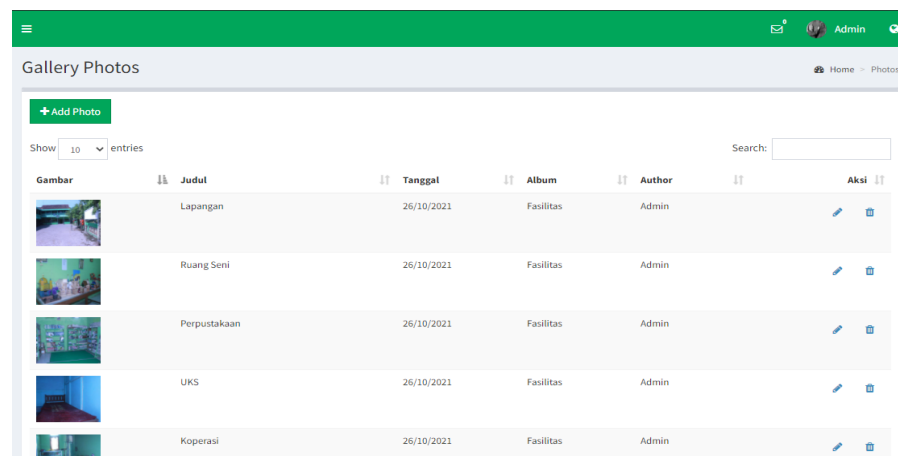 0
Admin
Gallery Photos
Home > Photos
+ Add Photo
Show 10 entries
Search:
Gambar Judul Tanggal Album Author Aksi
Lapangan 26/10/2021 Fasilitas Admin
Ruang Seni 26/10/2021 Fasilitas Admin
Perpustakaan 26/10/2021 Fasilitas Admin
UKS 26/10/2021 Fasilitas Admin
Koperasi 26/10/2021 Fasilitas Admin